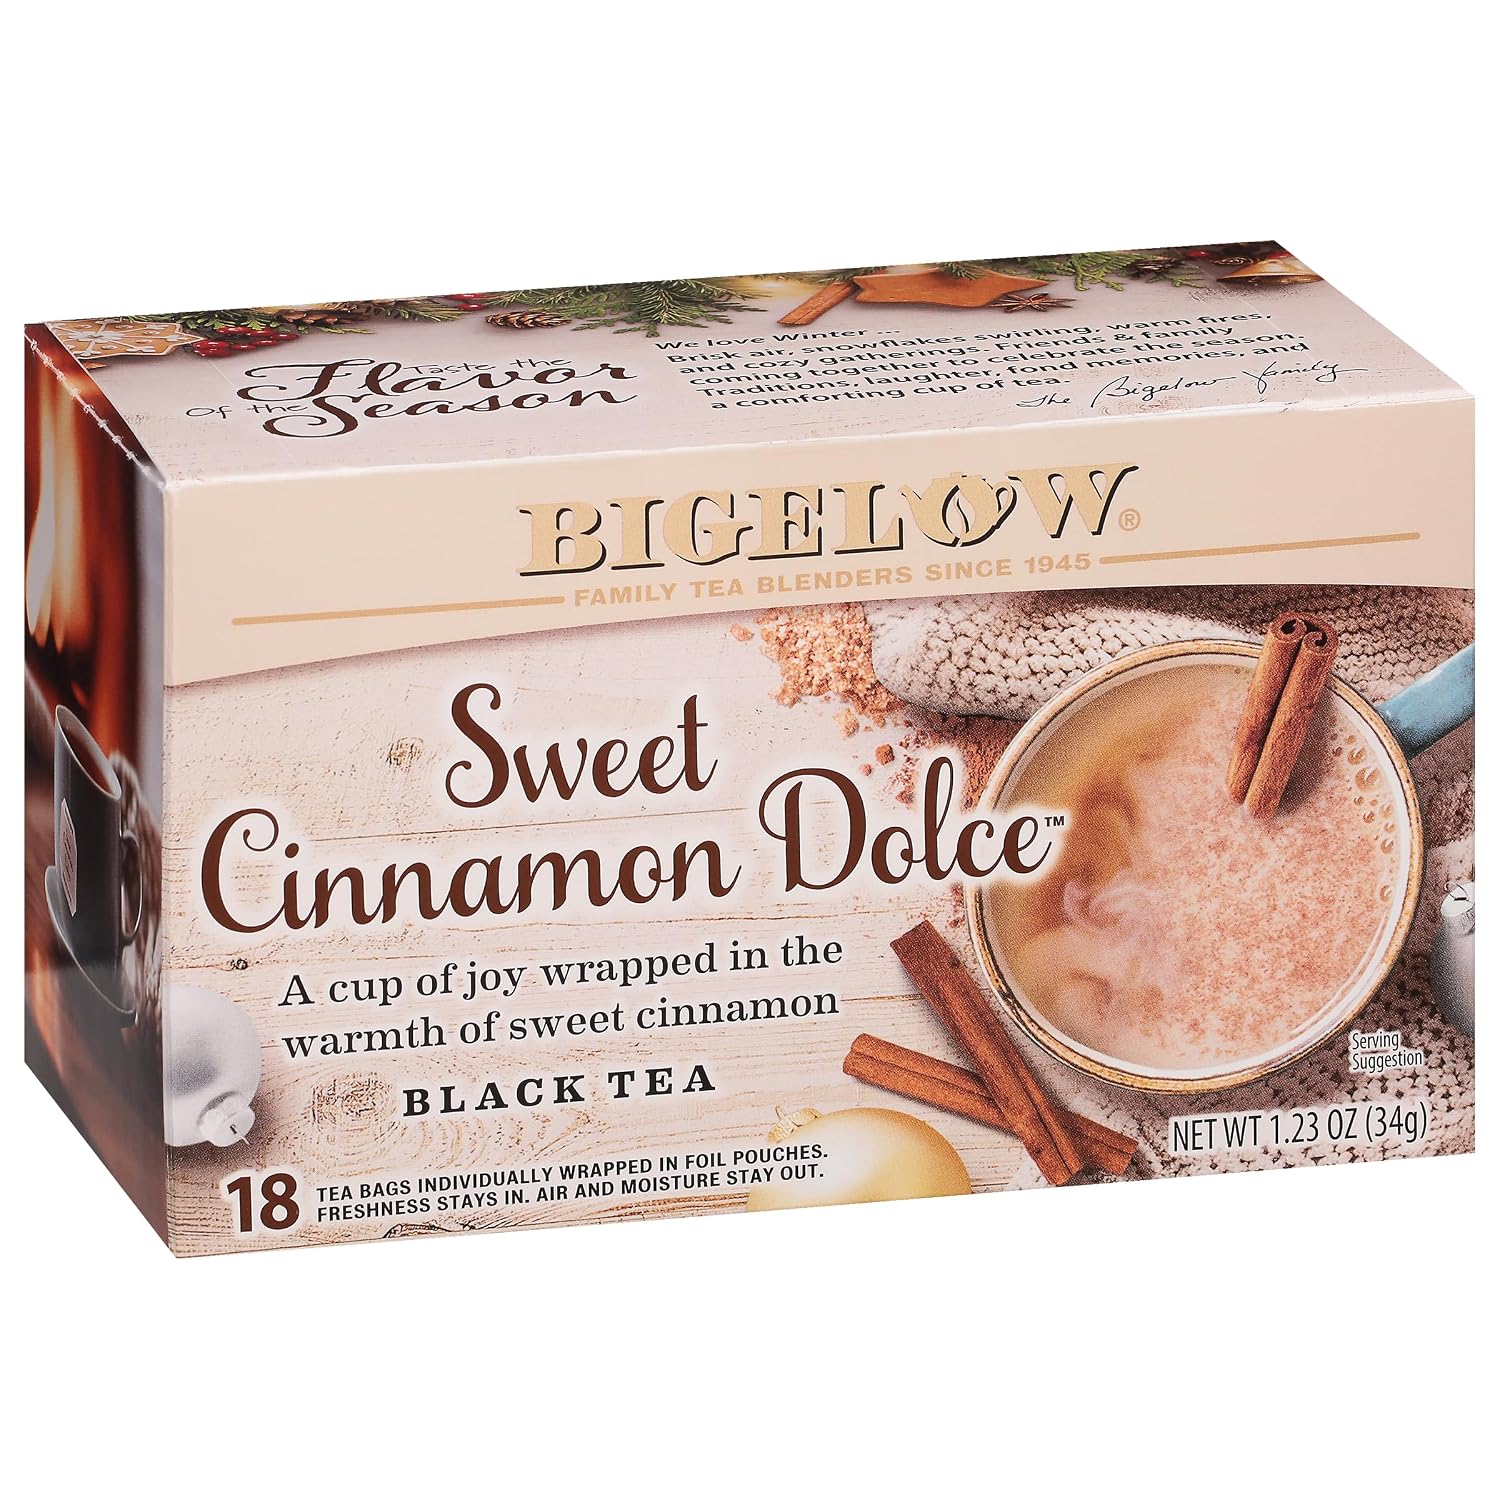 Taste the
Flavor
Of the Season
We love Winter ...
Brisk air, snowflakes swirling, warm fires,
and cozy gatherings. Friends & family
coming together to celebrate the season.
Traditions, laughter, fond memories, and
a comforting cup of tea.
The Bigelow Family
BIGELOW®
FAMILY TEA BLENDERS SINCE 1945
Sweet
Cinnamon Dolce™
A cup of joy wrapped in the
warmth of sweet cinnamon
BLACK TEA
Serving
Suggestion
NET WT 1.23 OZ (34g)
18 TEA BAGS INDIVIDUALLY WRAPPED IN FOIL POUCHES.
FRESHNESS STAYS IN. AIR AND MOISTURE STAY OUT.